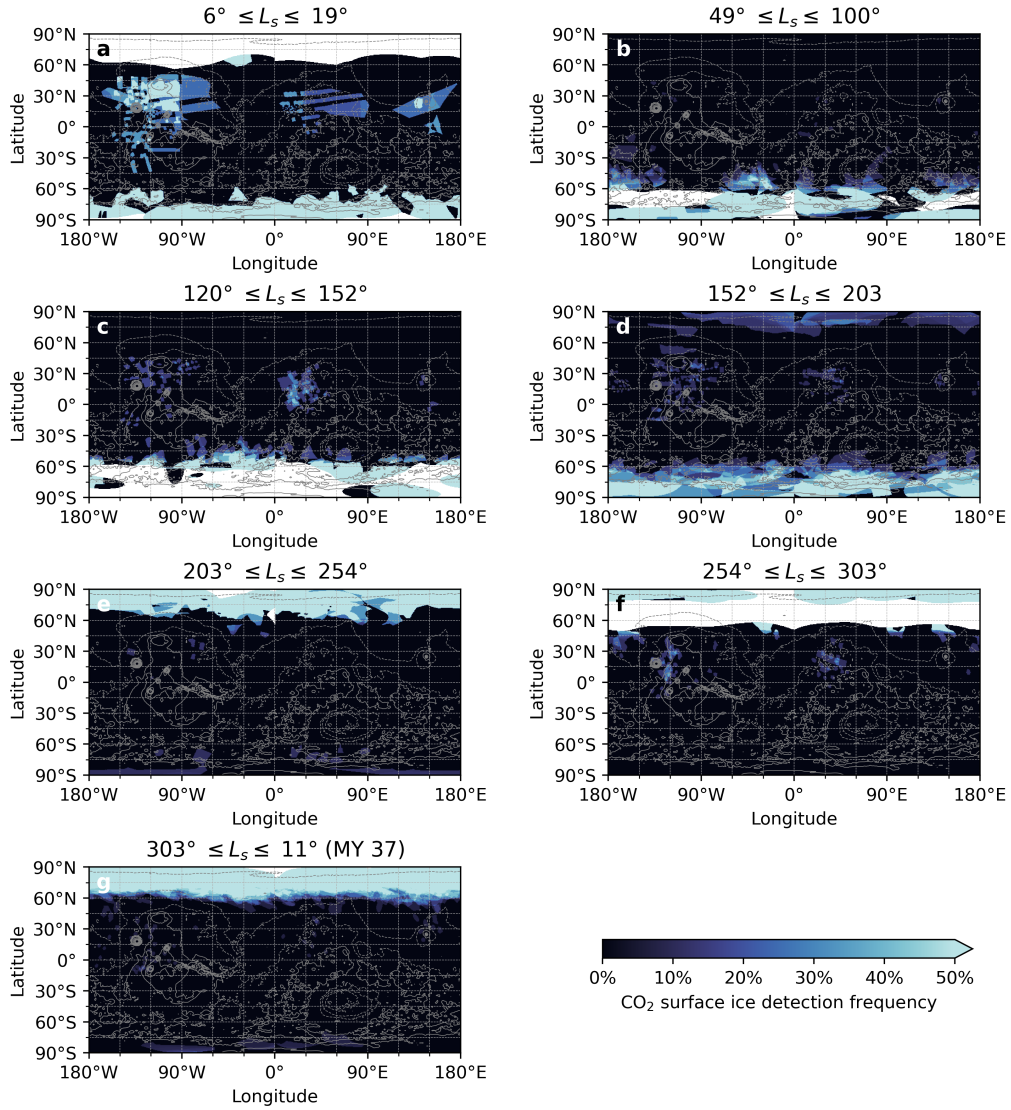 6° ≤ Lₛ ≤ 19°
a
90°N
60°N
30°N
0°
30°S
60°S
90°S
Latitude
180°W 90°W 0° 90°E 180°E
Longitude
49° ≤ Lₛ ≤ 100°
b
90°N
60°N
30°N
0°
30°S
60°S
90°S
Latitude
180°W 90°W 0° 90°E 180°E
Longitude
120° ≤ Lₛ ≤ 152°
c
90°N
60°N
30°N
0°
30°S
60°S
90°S
Latitude
180°W 90°W 0° 90°E 180°E
Longitude
152° ≤ Lₛ ≤ 203
d
90°N
60°N
30°N
0°
30°S
60°S
90°S
Latitude
180°W 90°W 0° 90°E 180°E
Longitude
203° ≤ Lₛ ≤ 254°
e
90°N
60°N
30°N
0°
30°S
60°S
90°S
Latitude
180°W 90°W 0° 90°E 180°E
Longitude
254° ≤ Lₛ ≤ 303°
f
90°N
60°N
30°N
0°
30°S
60°S
90°S
Latitude
180°W 90°W 0° 90°E 180°E
Longitude
303° ≤ Lₛ ≤ 11° (MY 37)
g
90°N
60°N
30°N
0°
30°S
60°S
90°S
Latitude
180°W 90°W 0° 90°E 180°E
Longitude
0% 10% 20% 30% 40% 50%
CO₂ surface ice detection frequency